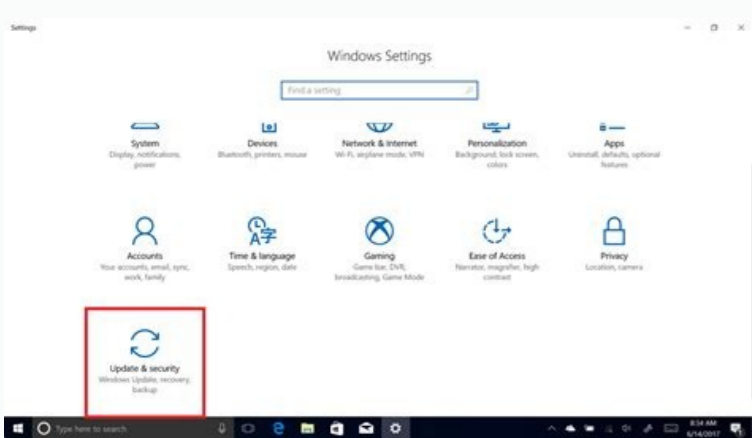 Settings
Windows Settings
Find a setting
System
Display, notifications,
power
Devices
Bluetooth, printers, mouse
Network & Internet
Wi-Fi, airplane mode, VPN
Personalization
Background, lock screen,
colors
Apps
Uninstall, defaults, optional
features
Accounts
Your accounts, email, sync,
work, family
Time & language
Speech, region, date
Gaming
Game bar, DVR,
broadcasting, Game Mode
Ease of Access
Narrator, magnifier, high
contrast
Privacy
Location, camera
Update & security
Windows Update, recovery,
backup
Type here to search
8:54 AM
6/14/2017